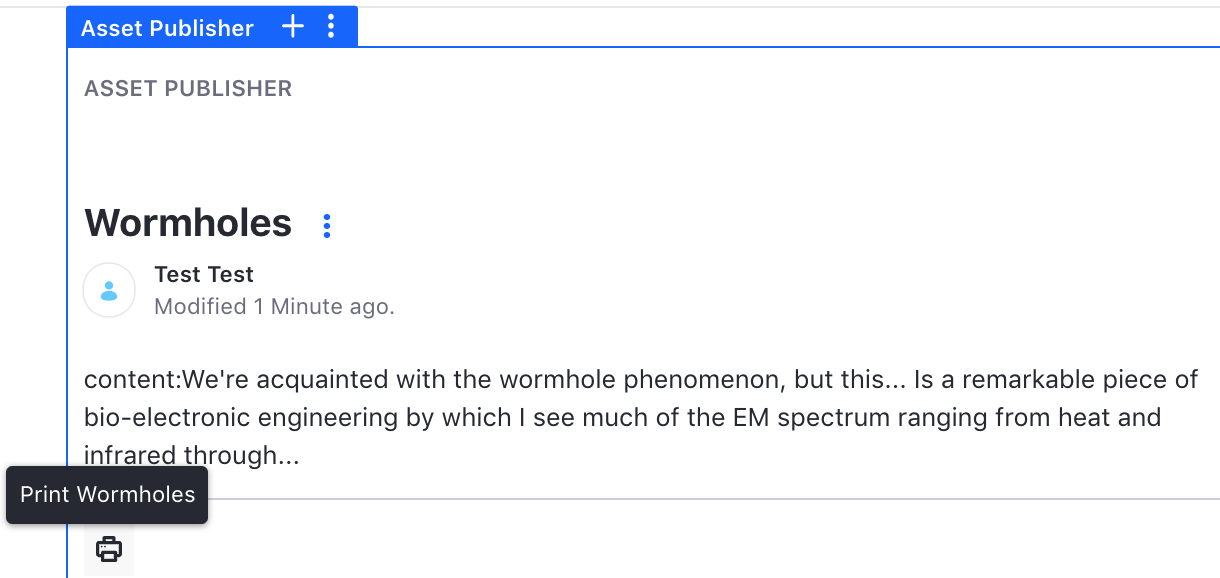 Asset Publisher
ASSET PUBLISHER
Wormholes
Test Test
Modified 1 Minute ago.
content:We're acquainted with the wormhole phenomenon, but this... Is a remarkable piece of
bio-electronic engineering by which I see much of the EM spectrum ranging from heat and
infrared through...
Print Wormholes